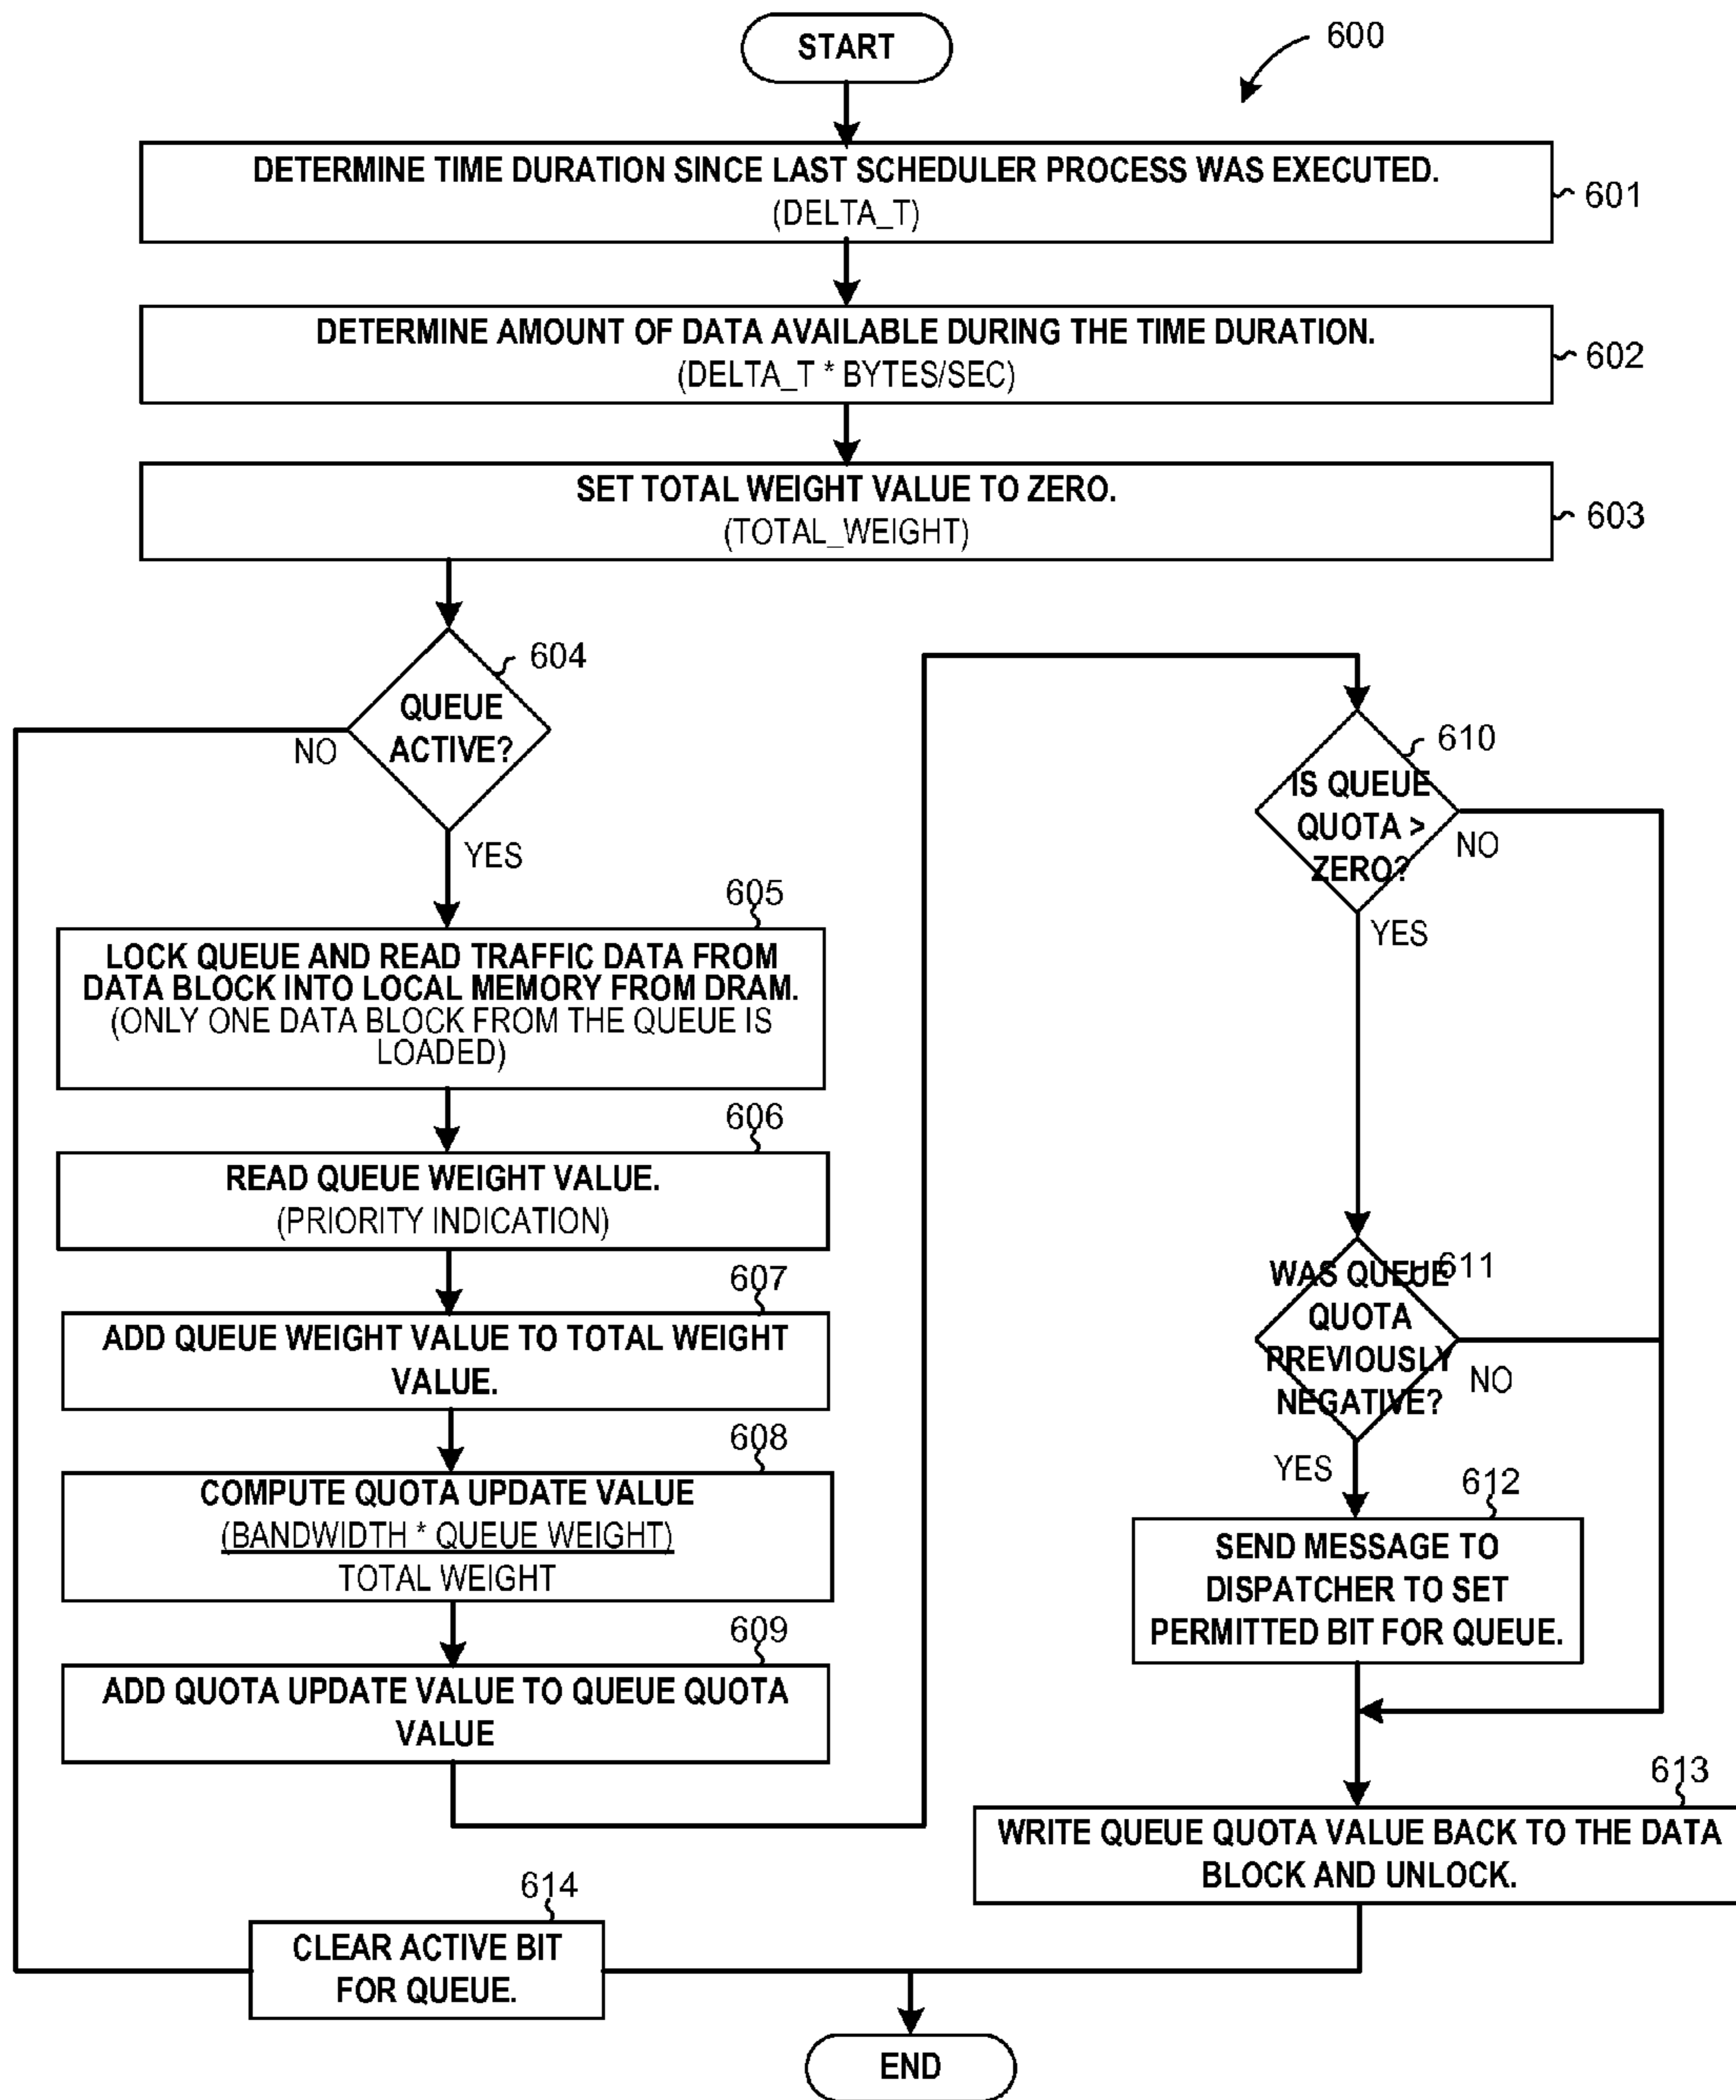 START
600
DETERMINE TIME DURATION SINCE LAST SCHEDULER PROCESS WAS EXECUTED.
(DELTA_T)
601
DETERMINE AMOUNT OF DATA AVAILABLE DURING THE TIME DURATION.
(DELTA_T * BYTES/SEC)
602
SET TOTAL WEIGHT VALUE TO ZERO.
(TOTAL_WEIGHT)
603
604
QUEUE
ACTIVE?
NO
YES
605
LOCK QUEUE AND READ TRAFFIC DATA FROM
DATA BLOCK INTO LOCAL MEMORY FROM DRAM.
(ONLY ONE DATA BLOCK FROM THE QUEUE IS
LOADED)
606
READ QUEUE WEIGHT VALUE.
(PRIORITY INDICATION)
607
ADD QUEUE WEIGHT VALUE TO TOTAL WEIGHT
VALUE.
608
COMPUTE QUOTA UPDATE VALUE
(BANDWIDTH * QUEUE WEIGHT)
TOTAL WEIGHT
609
ADD QUOTA UPDATE VALUE TO QUEUE QUOTA
VALUE
610
IS QUEUE
QUOTA >
ZERO?
NO
YES
611
WAS QUEUE
QUOTA
PREVIOUSLY
NEGATIVE?
NO
YES
612
SEND MESSAGE TO
DISPATCHER TO SET
PERMITTED BIT FOR QUEUE.
613
WRITE QUEUE QUOTA VALUE BACK TO THE DATA
BLOCK AND UNLOCK.
614
CLEAR ACTIVE BIT
FOR QUEUE.
END